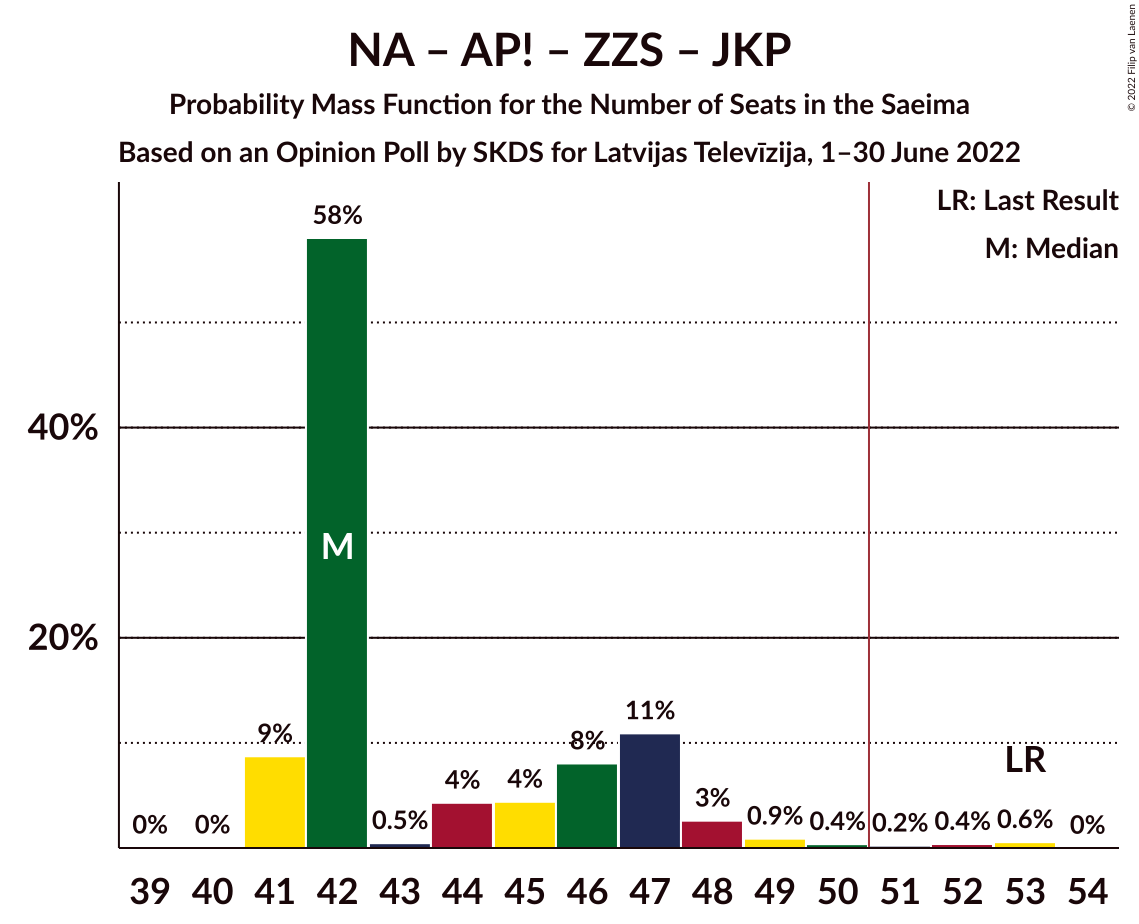 NA – AP! – ZZS – JKP
Probability Mass Function for the Number of Seats in the Saeima
Based on an Opinion Poll by SKDS for Latvijas Televīzija, 1–30 June 2022
© 2022 Filip van Laenen
LR: Last Result
M: Median
40%
20%
0%
0%
9%
58%
0.5%
4%
4%
8%
11%
3%
0.9%
0.4%
0.2%
0.4%
0.6%
0%
M
LR
39 40 41 42 43 44 45 46 47 48 49 50 51 52 53 54